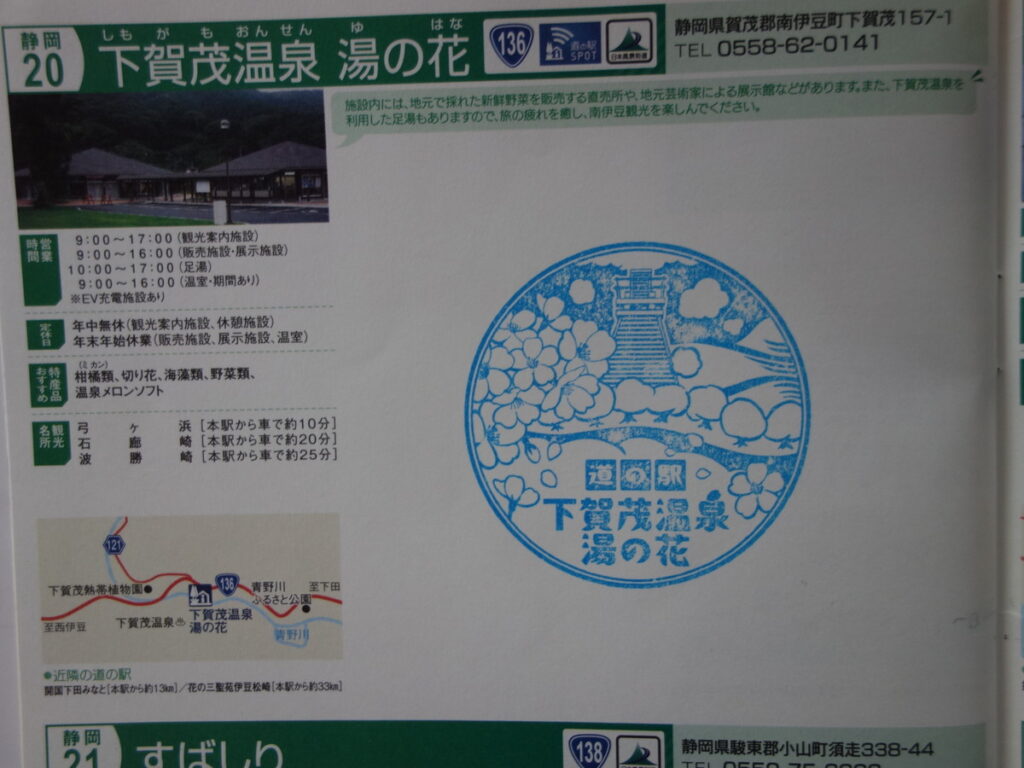 静岡
20
しもがもおんせん ゆ はな
下賀茂温泉 湯の花
136
道の駅
SPOT
日本風景街道
静岡県賀茂郡南伊豆町下賀茂157-1
TEL 0558-62-0141
施設内には、地元で採れた新鮮野菜を販売する直売所や、地元芸術家による展示館などがあります。また、下賀茂温泉を
利用した足湯もありますので、旅の疲れを癒し、南伊豆観光を楽しんでください。
営業時間
9:00〜17:00(観光案内施設)
9:00〜16:00(販売施設・展示施設)
10:00〜17:00(足湯)
9:00〜16:00(温室・期間あり)
※EV充電施設あり
定休日
年中無休(観光案内施設、休憩施設)
年末年始休業(販売施設、展示施設、温室)
特産品おすすめ
(ミカン)
柑橘類、切り花、海藻類、野菜類、
温泉メロンソフト
観光名所
弓ヶ浜[本駅から車で約10分]
石廊崎[本駅から車で約20分]
波勝崎[本駅から車で約25分]
道の駅
下賀茂温泉
湯の花
121
下賀茂熱帯植物園
136
青野川
ふるさと公園
至下田
至西伊豆
下賀茂温泉♨
下賀茂温泉
湯の花
青野川
●近隣の道の駅
開国下田みなと[本駅から約13km]/花の三聖苑伊豆松崎[本駅から約33km]
静岡
21
すばしり
138
静岡県駿東郡小山町須走338-44